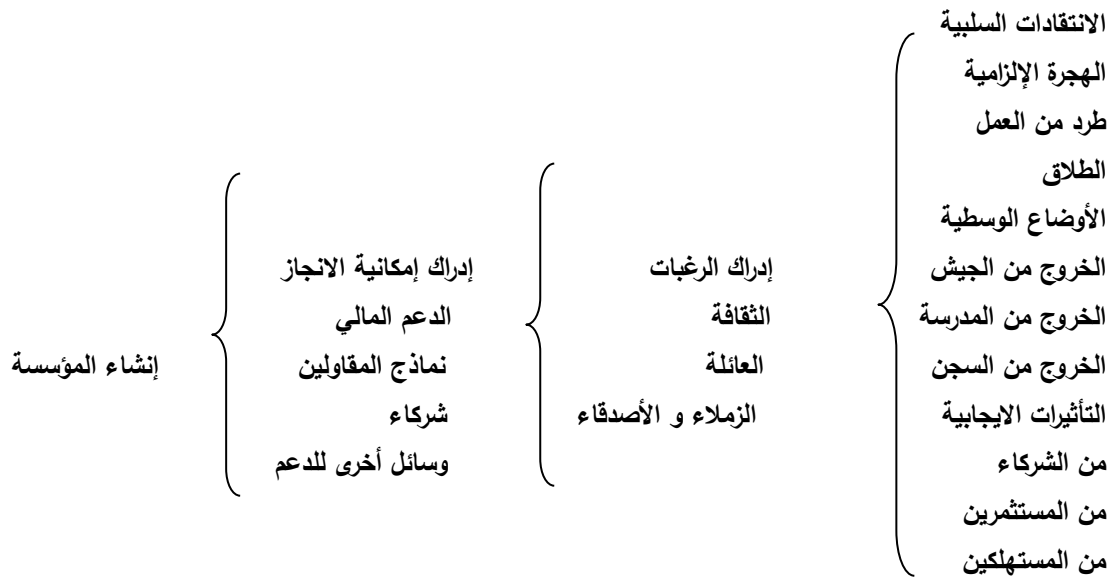 الانتقادات السلبية
الهجرة الإلزامية
طرد من العمل
الطلاق
الأوضاع الوسطية
الخروج من الجيش
الخروج من المدرسة
الخروج من السجن
التأثيرات الايجابية
من الشركاء
من المستثمرين
من المستهلكين
إدراك الرغبات
الثقافة
العائلة
الزملاء و الأصدقاء
إدراك إمكانية الانجاز
الدعم المالي
نماذج المقاولين
شركاء
وسائل أخرى للدعم
إنشاء المؤسسة